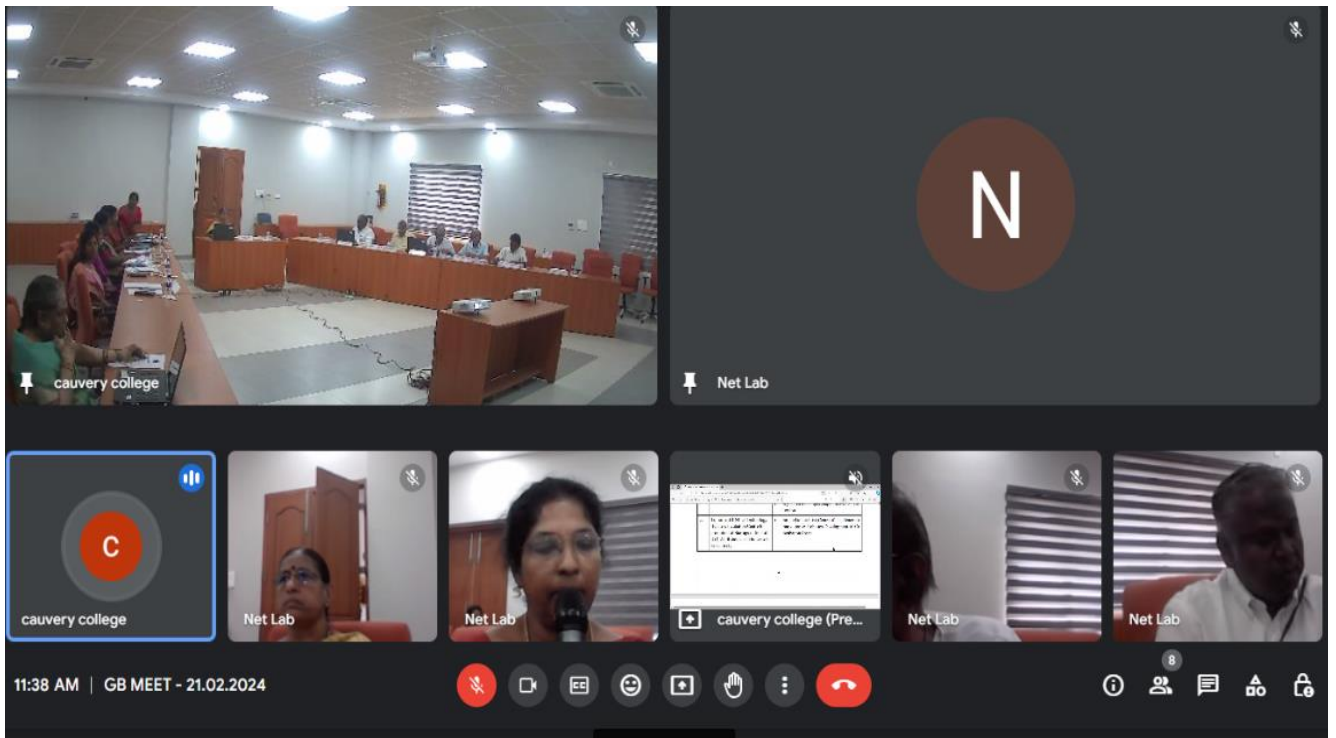 cauvery college
N
Net Lab
C
cauvery college
Net Lab
Net Lab
cauvery college (Pre...
Net Lab
Net Lab
11:38 AM | GB MEET - 21.02.2024
CC
8